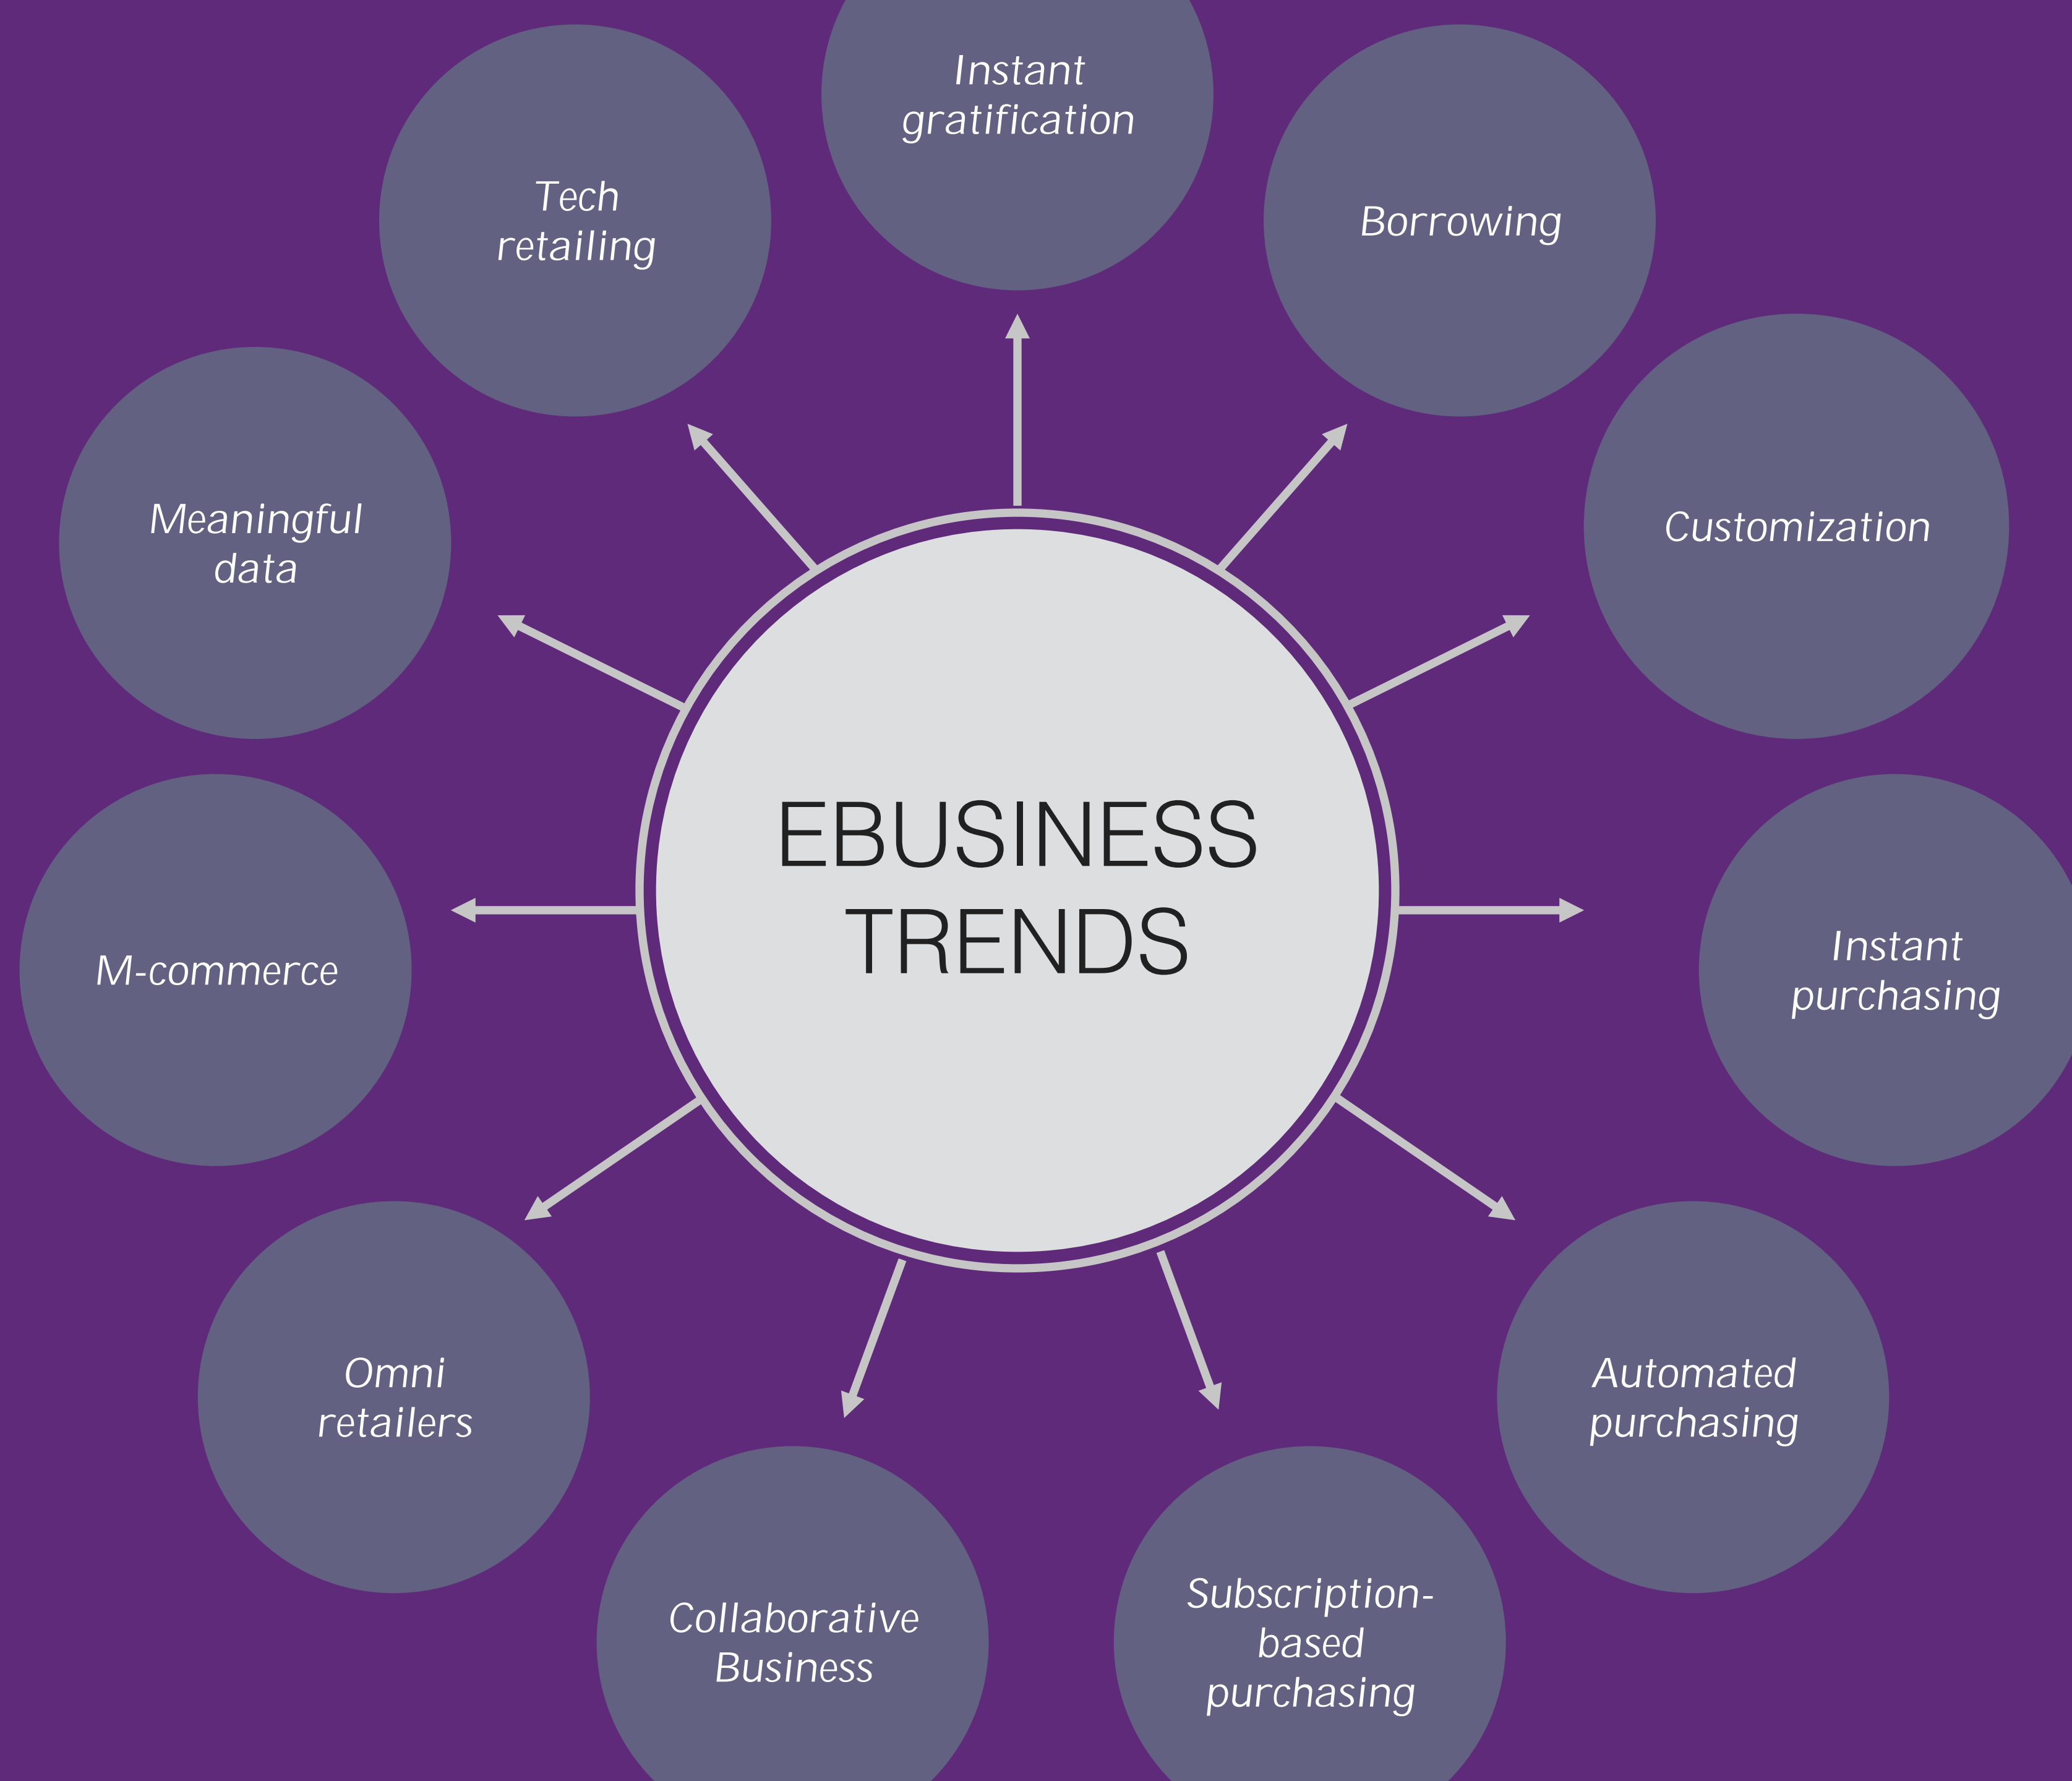 Instant
gratification
Borrowing
Tech
retailing
Customization
Meaningful
data
EBUSINESS
TRENDS
Instant
purchasing
M-commerce
Automated
purchasing
Omni
retailers
Subscription-
based
purchasing
Collaborative
Business